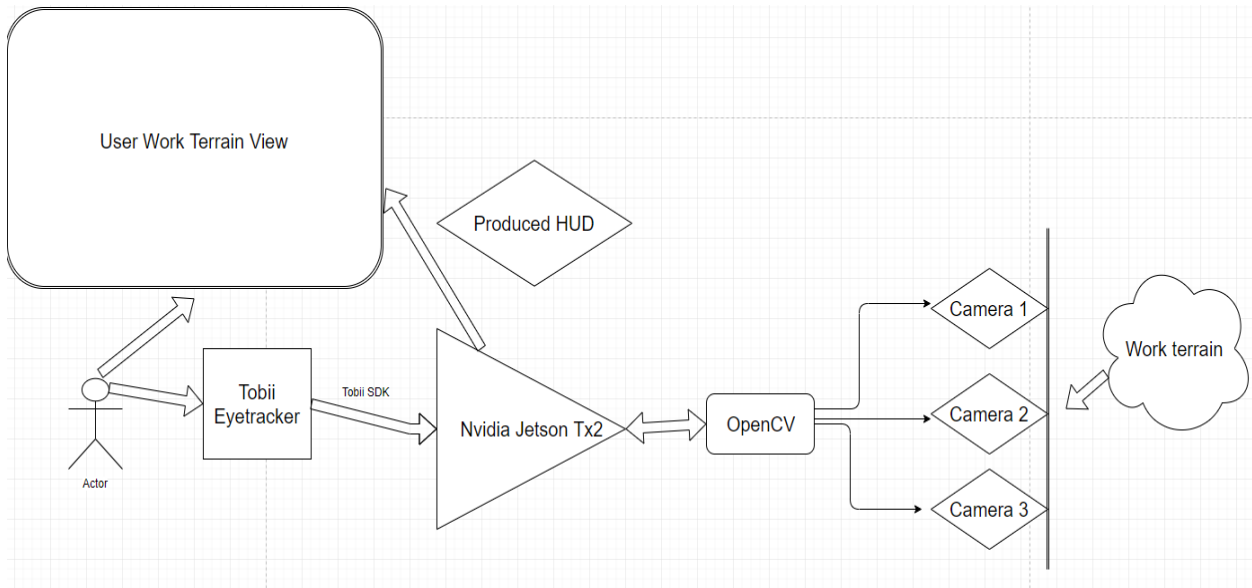 User Work Terrain View
Produced HUD
Camera 1
Work terrain
Tobii
Eyetracker
Tobii SDK
Nvidia Jetson Tx2
OpenCV
Camera 2
Actor
Camera 3